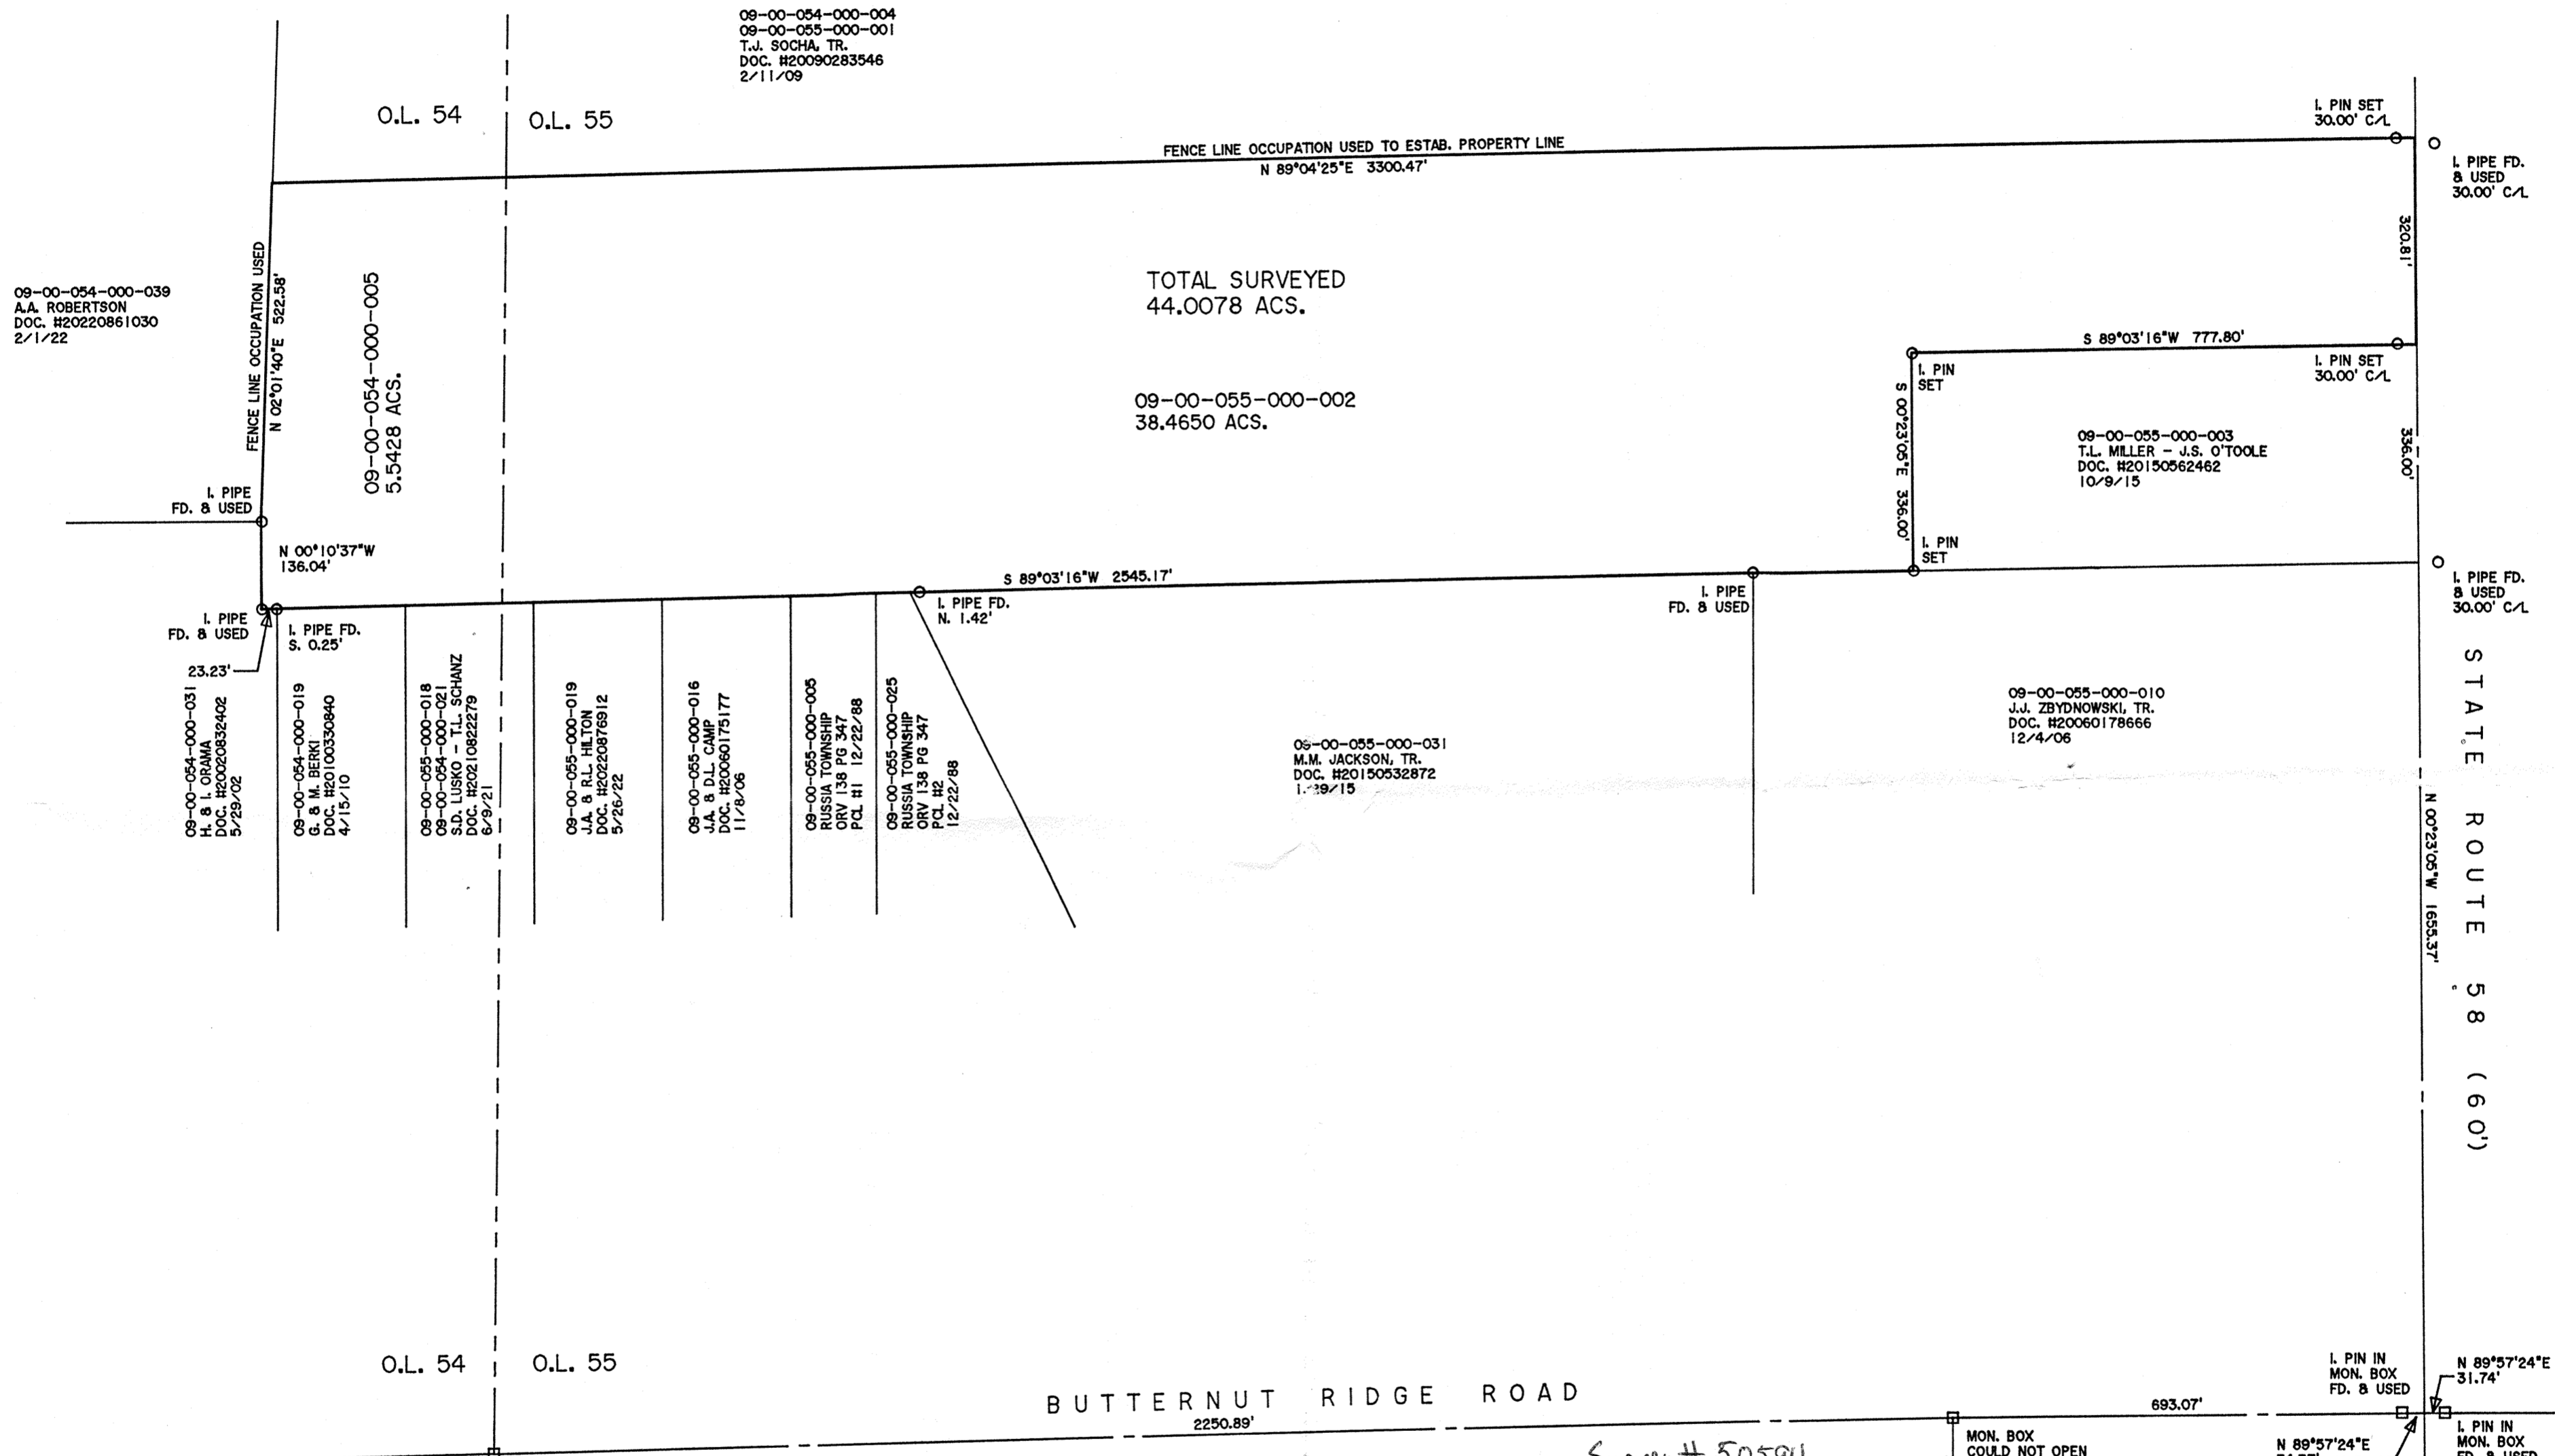 09-00-054-000-004
09-00-055-000-001
T.J. SOCHA, TR.
DOC. #20090283546
2/11/09
O.L. 54
O.L. 55
I. PIN SET
30.00' C/L
I. PIPE FD.
& USED
30.00' C/L
FENCE LINE OCCUPATION USED TO ESTAB. PROPERTY LINE
N 89°04'25"E 3300.47'
320.81'
09-00-054-000-039
A.A. ROBERTSON
DOC. #20220861030
2/1/22
FENCE LINE OCCUPATION USED
N 02°01'40"E 522.58'
09-00-054-000-005
5.5428 ACS.
TOTAL SURVEYED
44.0078 ACS.
09-00-055-000-002
38.4650 ACS.
S 89°03'16"W 777.80'
I. PIN SET
30.00' C/L
I. PIN
SET
S 00°23'05"E 336.00'
09-00-055-000-003
T.L. MILLER - J.S. O'TOOLE
DOC. #20150562462
10/9/15
336.00'
I. PIPE
FD. & USED
N 00°10'37"W
136.04'
I. PIN
SET
S 89°03'16"W 2545.17'
I. PIPE FD.
N. 1.42'
I. PIPE
FD. & USED
I. PIPE FD.
& USED
30.00' C/L
I. PIPE
FD. & USED
I. PIPE FD.
S. 0.25'
23.23'
09-00-054-000-031
H. & I. ORAMA
DOC. #20020832402
5/29/02
09-00-054-000-019
G. & M. BERKI
DOC. #20100330840
4/15/10
09-00-055-000-018
09-00-054-000-021
S.D. LUSKO - T.L. SCHANZ
DOC. #2021082279
6/9/21
09-00-055-000-019
J.A. & R.L. HILTON
DOC. #20220876912
5/26/22
09-00-055-000-016
J.A. & D.L. CAMP
DOC. #20060175177
11/8/06
09-00-055-000-005
RUSSIA TOWNSHIP
ORV 138 PG 347
PCL #1 12/22/88
09-00-055-000-025
RUSSIA TOWNSHIP
ORV 138 PG 347
PCL #2
12/22/88
09-00-055-000-031
M.M. JACKSON, TR.
DOC. #20150532872
09-00-055-000-010
J.J. ZBYDNOWSKI, TR.
DOC. #20060178666
12/4/06
STATE ROUTE 58 (60')
N 00°23'05"W 1655.37'
O.L. 54
O.L. 55
BUTTERNUT RIDGE ROAD
2250.89'
693.07'
I. PIN IN
MON. BOX
FD. & USED
N 89°57'24"E
31.74'
MON. BOX
COULD NOT OPEN
N 89°57'24"E
I. PIN IN
MON. BOX
FD. & USED